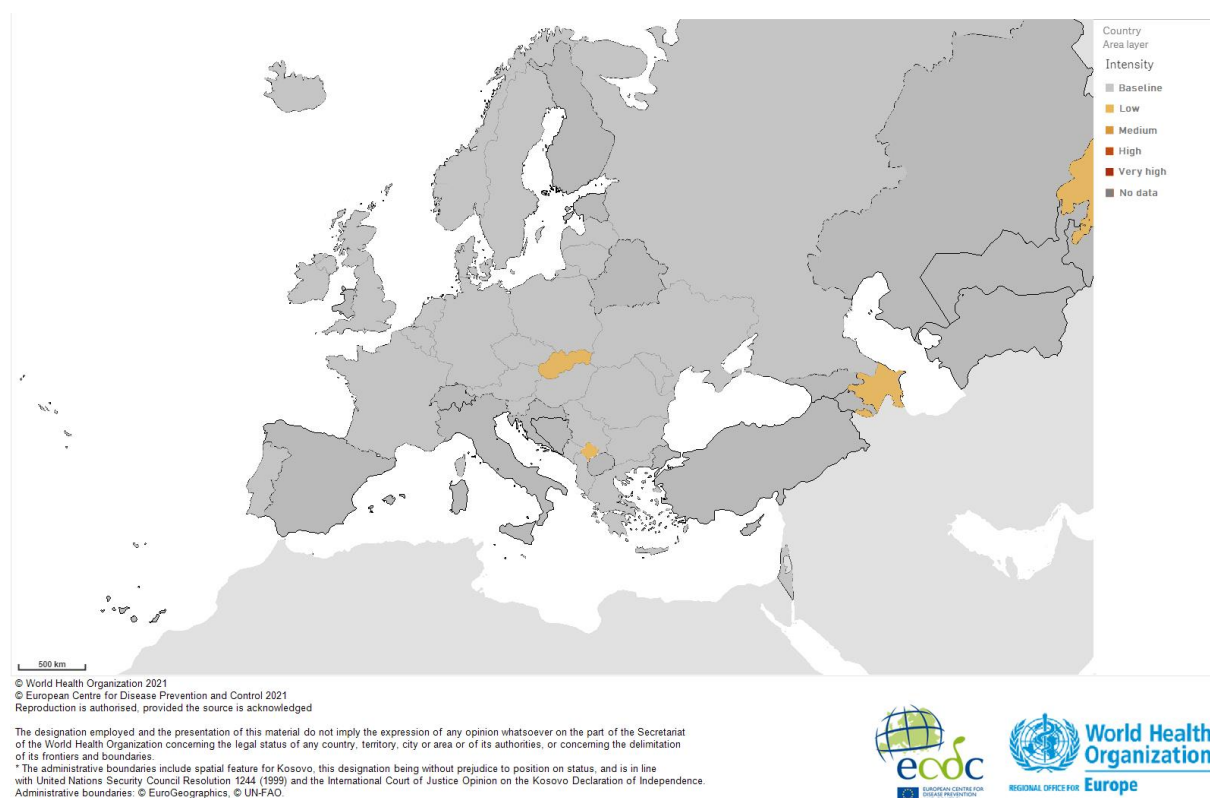 Country
Area layer
Intensity
Baseline
Low
Medium
High
Very high
No data
500 km
© World Health Organization 2021
© European Centre for Disease Prevention and Control 2021
Reproduction is authorised, provided the source is acknowledged
The designation employed and the presentation of this material do not imply the expression of any opinion whatsoever on the part of the Secretariat
of the World Health Organization concerning the legal status of any country, territory, city or area or of its authorities, or concerning the delimitation
of its frontiers and boundaries.
* The administrative boundaries include spatial feature for Kosovo, this designation being without prejudice to position on status, and is in line
with United Nations Security Council Resolution 1244 (1999) and the International Court of Justice Opinion on the Kosovo Declaration of Independence.
Administrative boundaries: © EuroGeographics, © UN-FAO.
ecdc
EUROPEAN CENTRE FOR
DISEASE PREVENTION
World Health
Organization
REGIONAL OFFICE FOR Europe